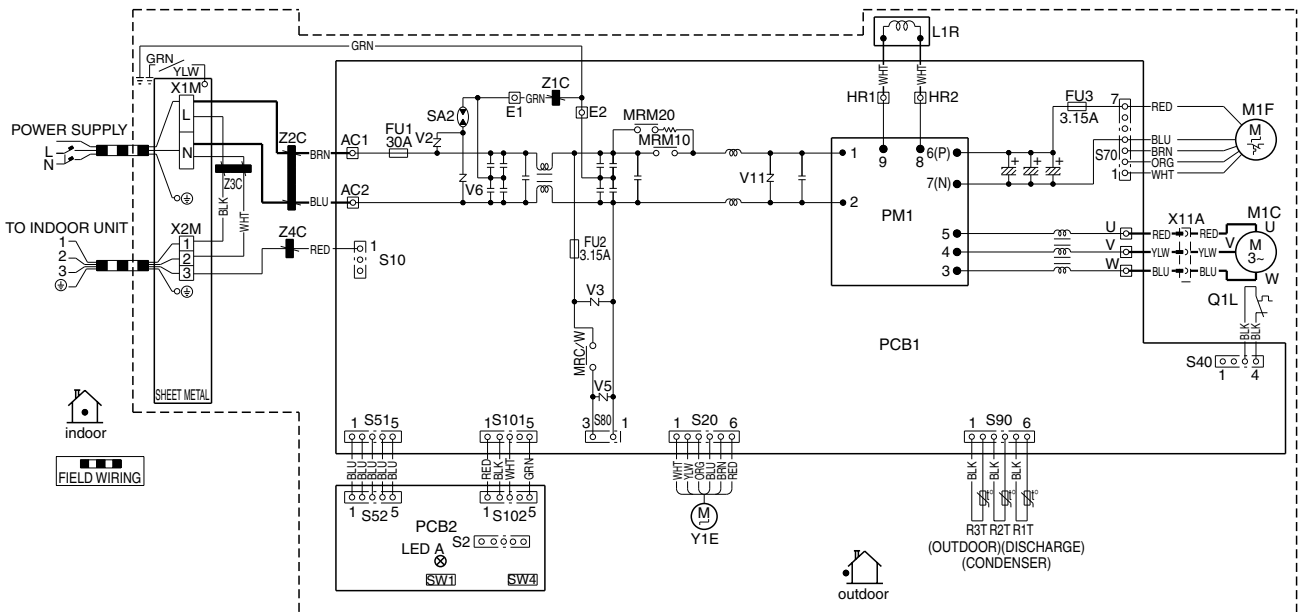 GRN
L1R
GRN
YLW
X1M
L
N
POWER SUPPLY
L
N
Z3C
BLK
WHT
TO INDOOR UNIT
1
2
3
X2M
1
2
3
SHEET METAL
Z2C
BRN
BLU
Z4C
RED
AC1
AC2
FU1
30A
V2
SA2
V6
E1
GRN
Z1C
E2
MRM20
MRM10
V11
1
S10
FU2
3.15A
V3
MRC/W
V5
3 S80 1
WHT
WHT
HR1
HR2
9
8
1
2
6(P)
7(N)
PM1
5
4
3
FU3
3.15A
7
S70
1
RED
BLU
BRN
ORG
WHT
M1F
M
U
V
W
RED
YLW
BLU
X11A
RED
YLW
BLU
M1C
U
V
W
M
3~
Q1L
BLK
BLK
S40
1 4
PCB1
indoor
FIELD WIRING
1 S51 5
BLU
BLU
BLU
BLU
BLU
1 S52 5
1 S101 5
RED
BLK
WHT
GRN
1 S102 5
PCB2
S2
LED A
SW1
SW4
1 S20 6
WHT
YLW
ORG
BLU
BRN
RED
M
Y1E
1 S90 6
BLK
BLK
BLK
t°
t°
t°
R3T R2T R1T
(OUTDOOR)(DISCHARGE)
(CONDENSER)
outdoor